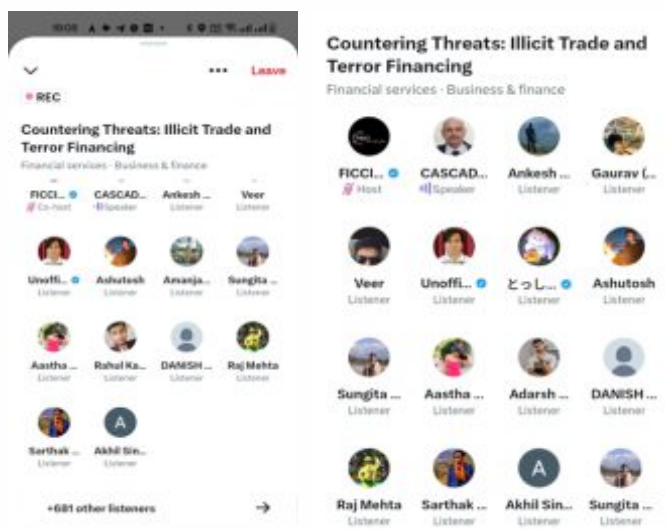 10:05
Leave
REC
Countering Threats: Illicit Trade and
Terror Financing
Financial services · Business & finance
FICCI... CASCAD... Ankesh ... Veer
Co-host Speaker Listener Listener
Unoffi... Ashutosh Amanja... Sungita ...
Listener Listener Listener Listener
Aastha ... Rahul Ka... DANISH ... Raj Mehta
Listener Listener Listener Listener
A
Sarthak ... Akhil Sin...
Listener Listener
+681 other listeners
Countering Threats: Illicit Trade and
Terror Financing
Financial services · Business & finance
FICCI... CASCAD... Ankesh ... Gaurav (...
Host Speaker Listener Listener
Veer Unoffi... とっし... Ashutosh
Listener Listener Listener Listener
Sungita ... Aastha ... Adarsh ... DANISH ...
Listener Listener Listener Listener
A
Raj Mehta Sarthak ... Akhil Sin... Sungita ...
Listener Listener Listener Listener